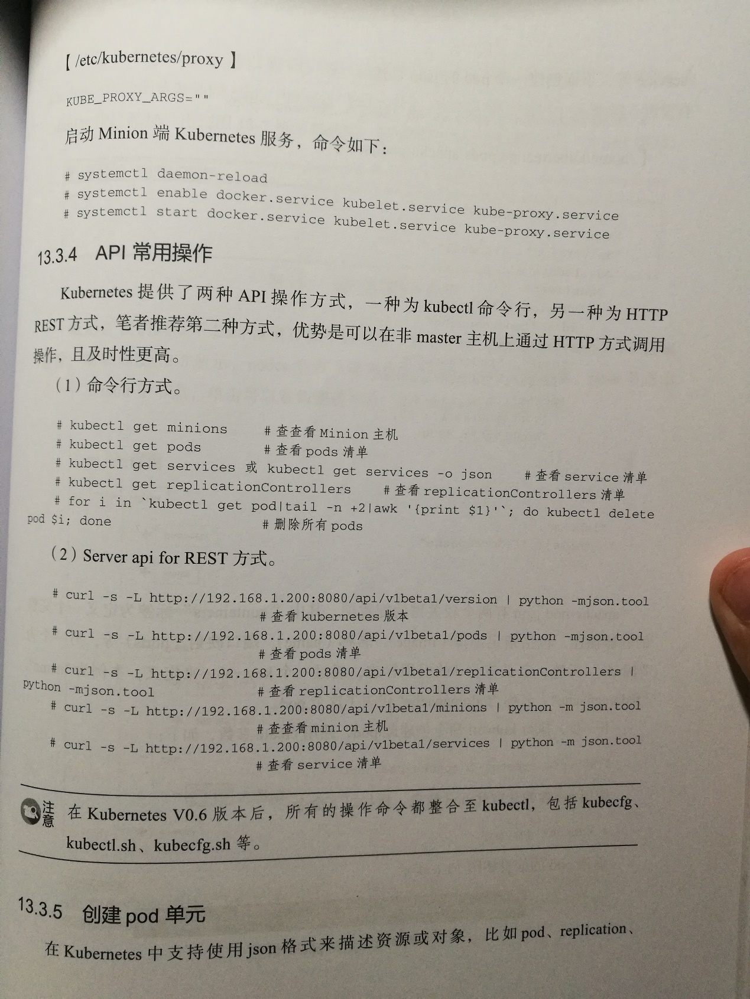 【/etc/kubernetes/proxy】
KUBE_PROXY_ARGS=""
启动 Minion 端 Kubernetes 服务，命令如下：
# systemctl daemon-reload
# systemctl enable docker.service kubelet.service kube-proxy.service
# systemctl start docker.service kubelet.service kube-proxy.service
13.3.4 API 常用操作
Kubernetes 提供了两种 API 操作方式，一种为 kubectl 命令行，另一种为 HTTP
REST 方式，笔者推荐第二种方式，优势是可以在非 master 主机上通过 HTTP 方式调用
操作，且及时性更高。
（1）命令行方式。
# kubectl get minions # 查查看 Minion 主机
# kubectl get pods # 查看 pods 清单
# kubectl get services 或 kubectl get services -o json # 查看 service 清单
# kubectl get replicationControllers # 查看 replicationControllers 清单
# for i in `kubectl get pod|tail -n +2|awk '{print $1}'`; do kubectl delete
pod $i; done # 删除所有 pods
（2）Server api for REST 方式。
# curl -s -L http://192.168.1.200:8080/api/v1beta1/version | python -mjson.tool
# 查看 kubernetes 版本
# curl -s -L http://192.168.1.200:8080/api/v1beta1/pods | python -mjson.tool
# 查看 pods 清单
# curl -s -L http://192.168.1.200:8080/api/v1beta1/replicationControllers |
python -mjson.tool # 查看 replicationControllers 清单
# curl -s -L http://192.168.1.200:8080/api/v1beta1/minions | python -m json.tool
# 查查看 minion 主机
# curl -s -L http://192.168.1.200:8080/api/v1beta1/services | python -m json.tool
# 查看 service 清单
注意 在 Kubernetes V0.6 版本后，所有的操作命令都整合至 kubectl，包括 kubecfg、
kubectl.sh、kubecfg.sh 等。
13.3.5 创建 pod 单元
在 Kubernetes 中支持使用 json 格式来描述资源或对象，比如 pod、replication、